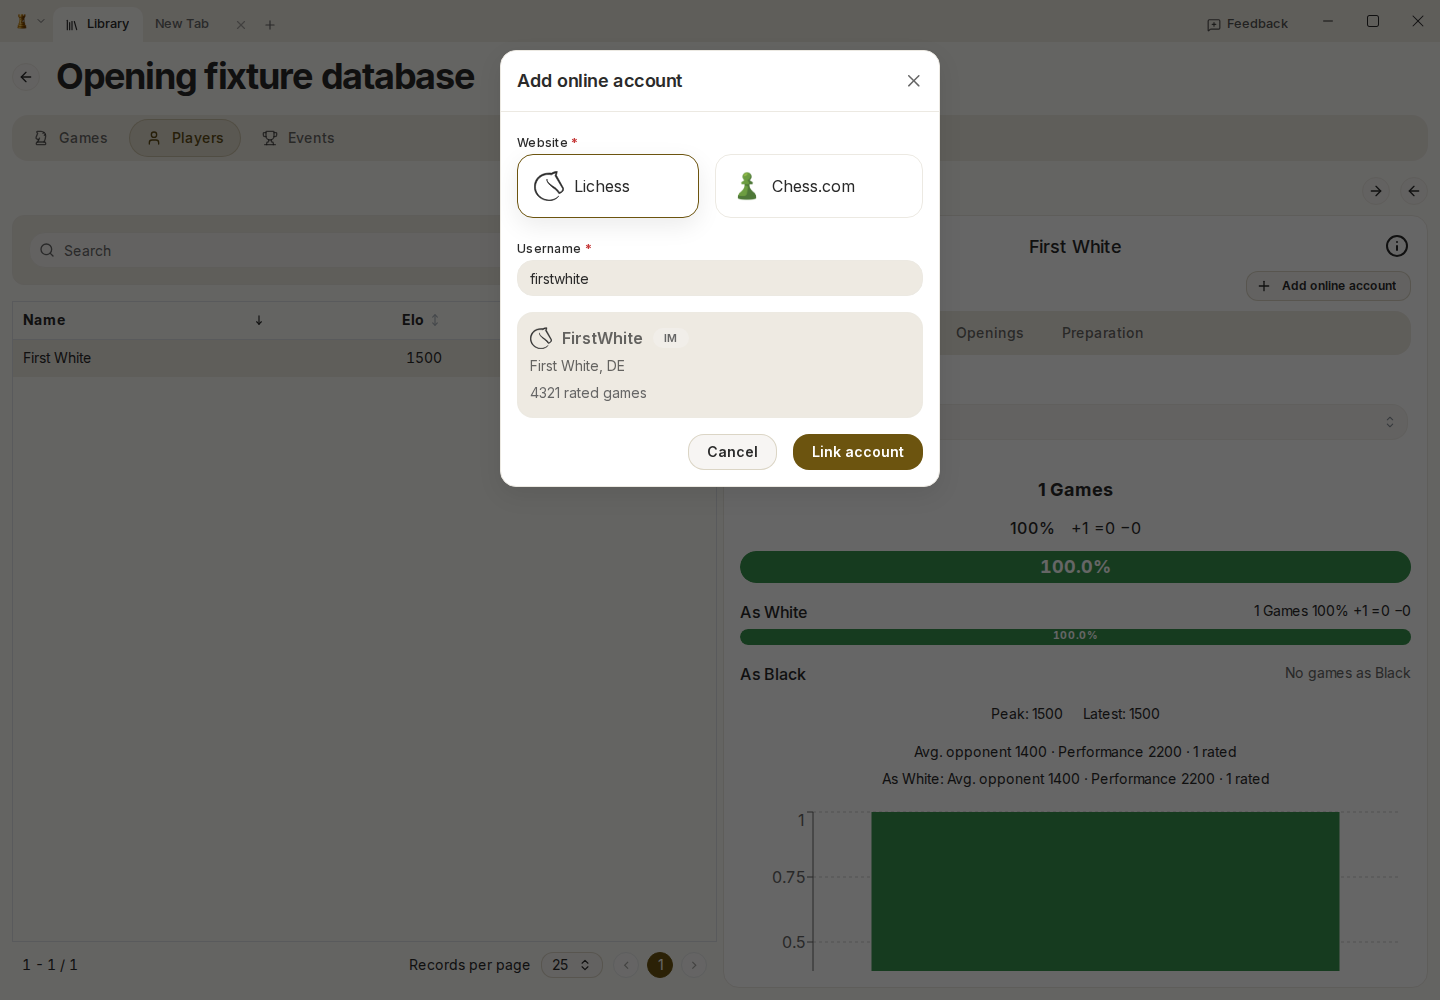 Library
New Tab
Feedback
Opening fixture database
Games
Players
Events
Search
Name
Elo
First White
1500
1 - 1 / 1
Records per page
25
1
Add online account
Website *
Lichess
Chess.com
Username *
firstwhite
FirstWhite
IM
First White, DE
4321 rated games
Cancel
Link account
First White
Add online account
Openings
Preparation
1 Games
100% +1 =0 −0
100.0%
As White
1 Games 100% +1 =0 −0
100.0%
As Black
No games as Black
Peak: 1500 Latest: 1500
Avg. opponent 1400 · Performance 2200 · 1 rated
As White: Avg. opponent 1400 · Performance 2200 · 1 rated
1
0.75
0.5